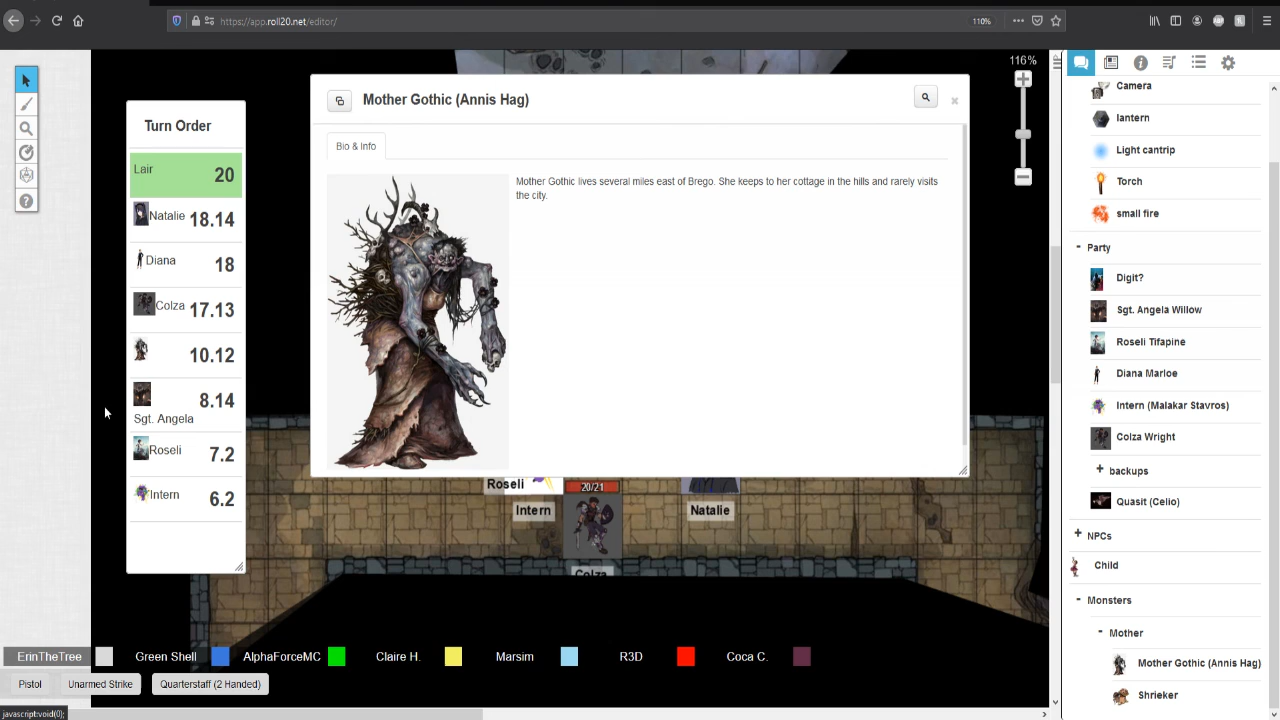 https://app.roll20.net/editor/
110%
116%
Turn Order
Lair 20
Natalie 18.14
Diana 18
Colza 17.13
10.12
8.14
Sgt. Angela
Roseli 7.2
Intern 6.2
Mother Gothic (Annis Hag)
Bio & Info
Mother Gothic lives several miles east of Brego. She keeps to her cottage in the hills and rarely visits
the city.
Roseli
20/21
Intern
Natalie
Colza
Camera
lantern
Light cantrip
Torch
small fire
Party
Digit?
Sgt. Angela Willow
Roseli Tifapine
Diana Marloe
Intern (Malakar Stavros)
Colza Wright
backups
Quasit (Celio)
NPCs
Child
Monsters
Mother
Mother Gothic (Annis Hag)
Shrieker
ErinTheTree
Green Shell
AlphaForceMC
Claire H.
Marsim
R3D
Coca C.
Pistol
Unarmed Strike
Quarterstaff (2 Handed)
javascript:void(0);